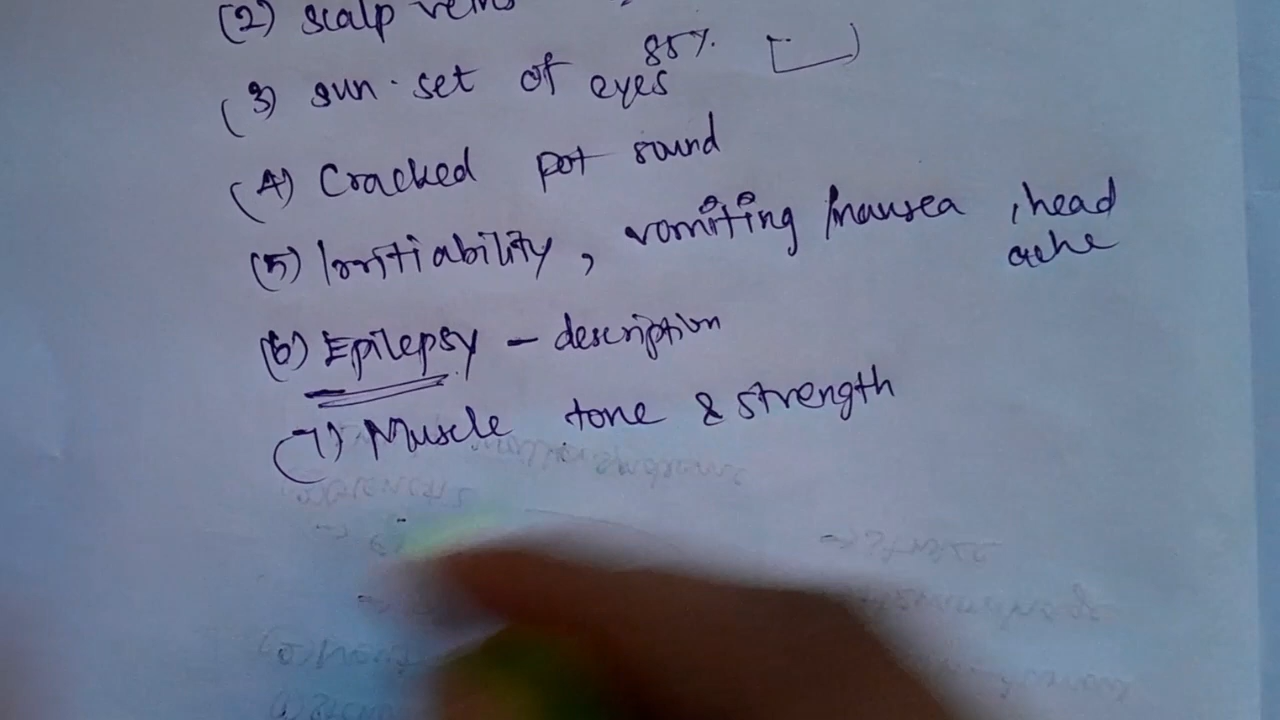 (2) scalp veins
(3) sun-set of eyes 85%
(4) Cracked pot sound
(5) Irritiability, vomiting/nausea, head
ache
(6) Epilepsy – description
(7) Muscle tone & strength